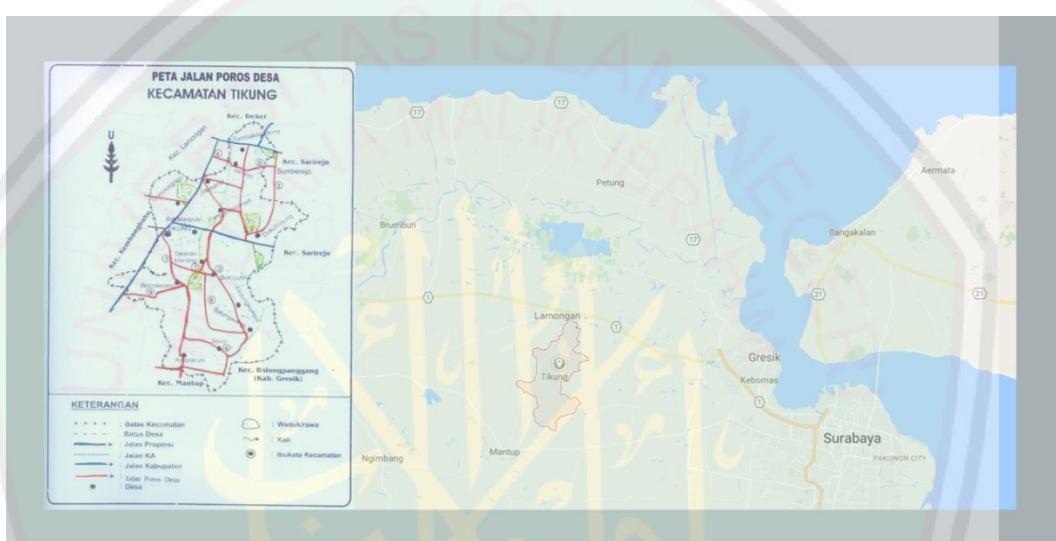 PETA JALAN POROS DESA
KECAMATAN TIKUNG
Kec. Deket
U
Kec. Lamongan
Kec. Sarirejo
Sumberejo
Kec. Kembangbahu
Kec. Sarirejo
Kec. Balongpanggang
(Kab. Gresik)
Kec. Mantup
KETERANGAN
: Batas Kecamatan
: Batas Desa
: Jalan Propinsi
: Jalan KA
: Jalan Kabupaten
: Jalan Poros Desa
: Desa
: Waduk/rawa
: Kali
: Ibukota Kecamatan
17
17
Petung
Aermata
Brumbun
17
Bangakalan
1
21
21
Lamongan
1
Tikung
Gresik
Kebomas
1
Surabaya
PAKUWON CITY
Mantup
Ngimbang